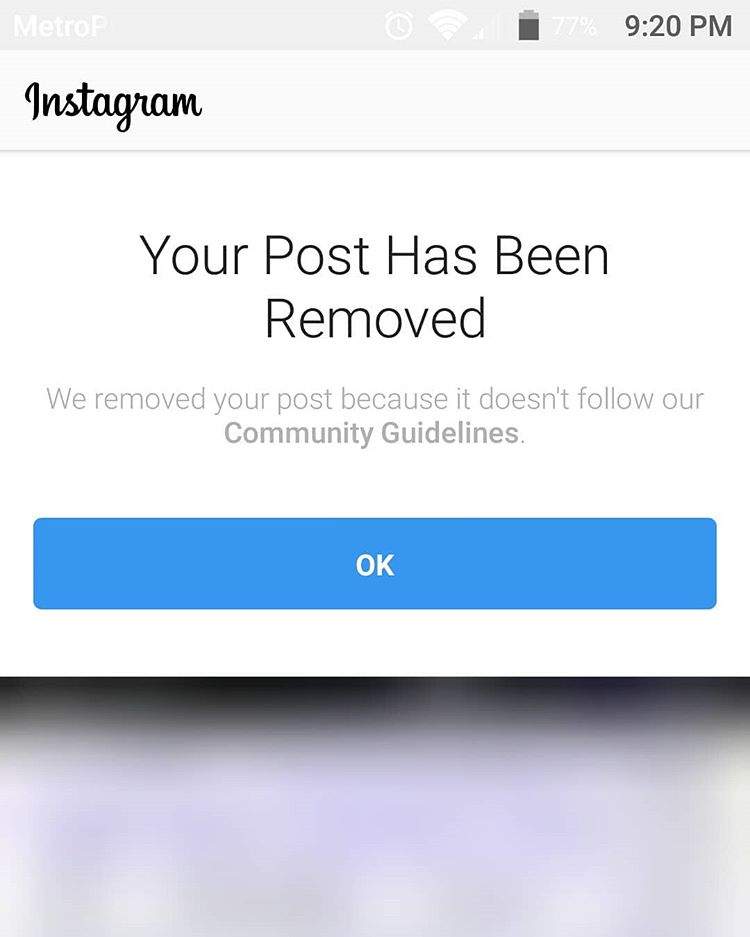 MetroP
77%
9:20 PM
Instagram
Your Post Has Been
Removed
We removed your post because it doesn't follow our
Community Guidelines.
OK